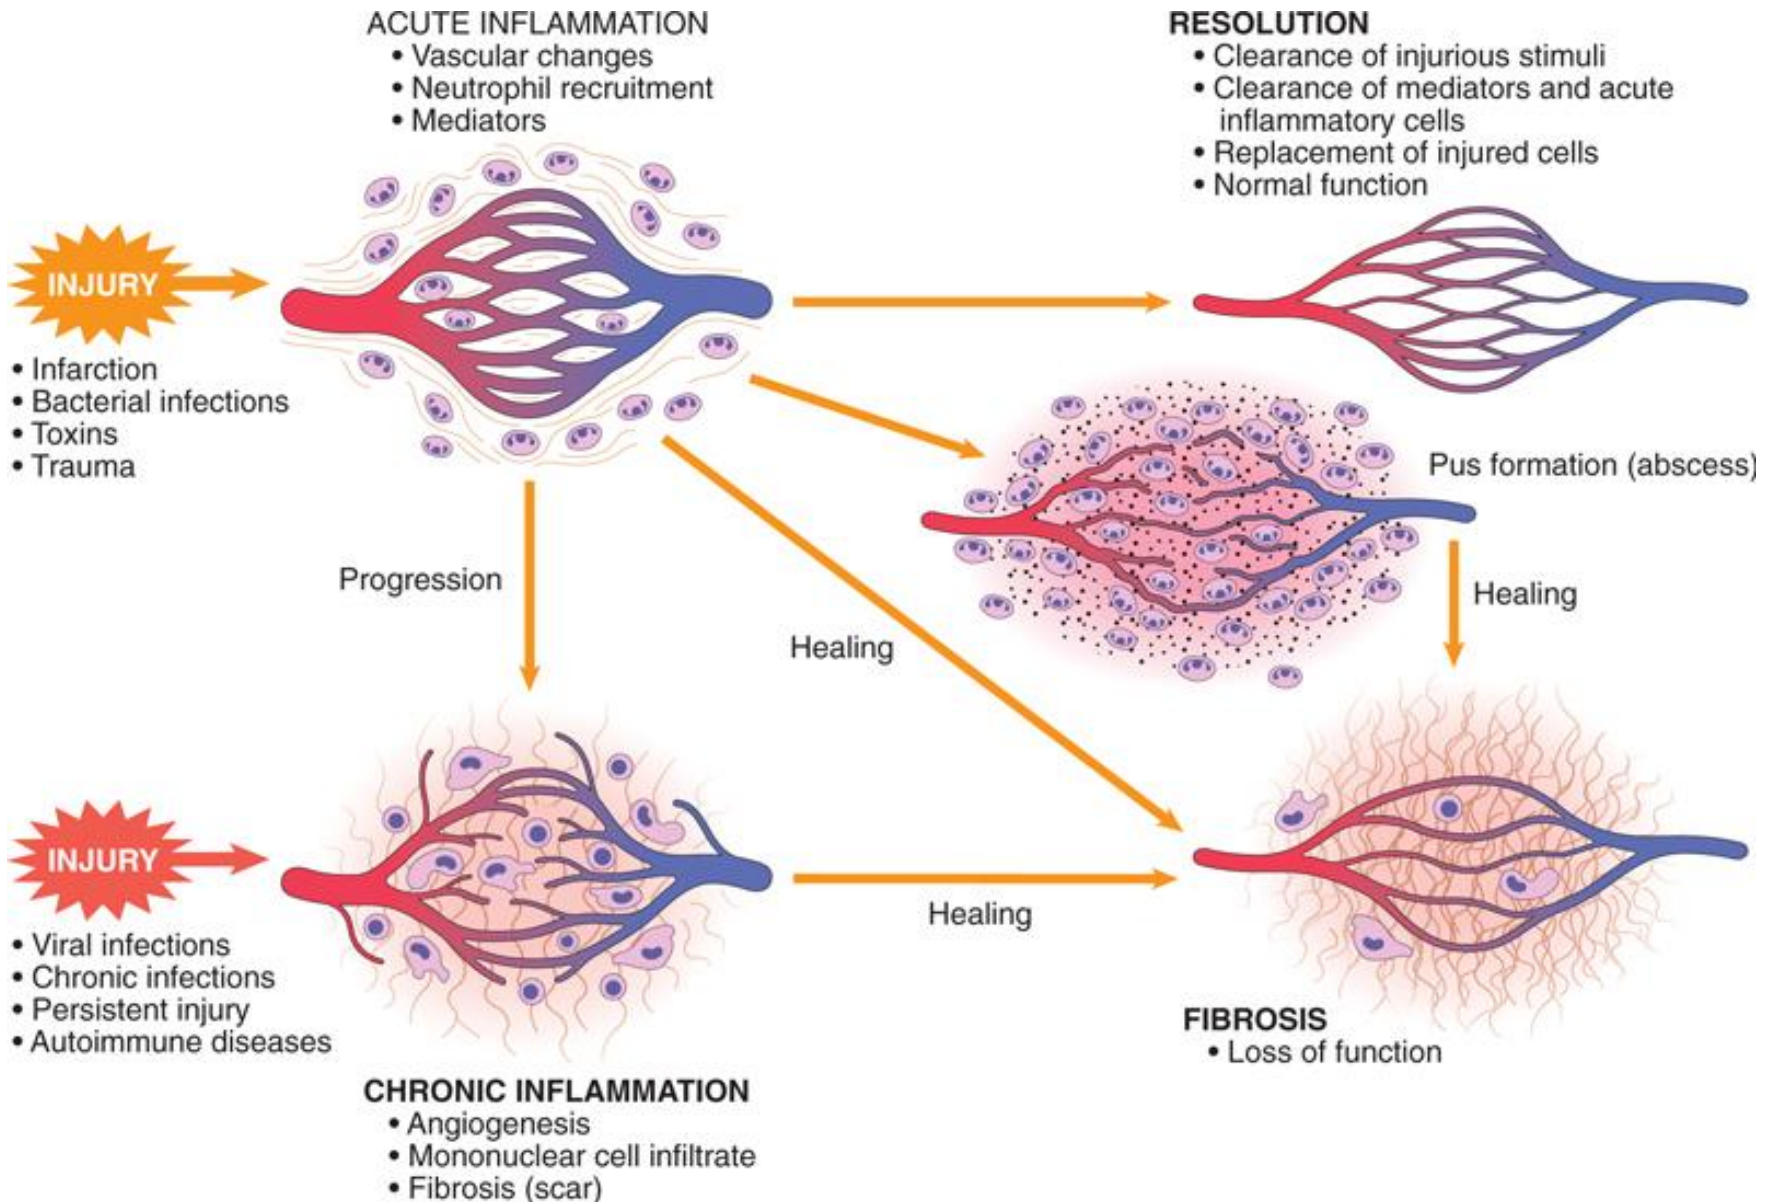 ACUTE INFLAMMATION
• Vascular changes
• Neutrophil recruitment
• Mediators
RESOLUTION
• Clearance of injurious stimuli
• Clearance of mediators and acute
inflammatory cells
• Replacement of injured cells
• Normal function
INJURY
• Infarction
• Bacterial infections
• Toxins
• Trauma
Pus formation (abscess)
Progression
Healing
Healing
INJURY
• Viral infections
• Chronic infections
• Persistent injury
• Autoimmune diseases
Healing
CHRONIC INFLAMMATION
• Angiogenesis
• Mononuclear cell infiltrate
• Fibrosis (scar)
FIBROSIS
• Loss of function